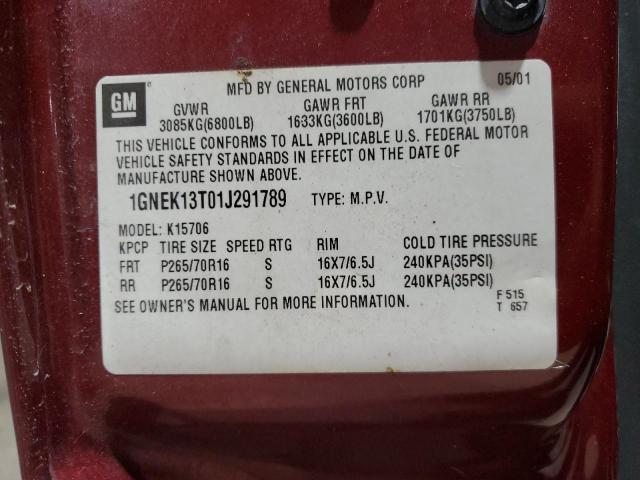 GM
MFD BY GENERAL MOTORS CORP 05/01
GVWR GAWR FRT GAWR RR
3085KG(6800LB) 1633KG(3600LB) 1701KG(3750LB)
THIS VEHICLE CONFORMS TO ALL APPLICABLE U.S. FEDERAL MOTOR
VEHICLE SAFETY STANDARDS IN EFFECT ON THE DATE OF
MANUFACTURE SHOWN ABOVE.
1GNEK13T01J291789 TYPE: M.P.V.
MODEL: K15706
KPCP TIRE SIZE SPEED RTG RIM COLD TIRE PRESSURE
FRT P265/70R16 S 16X7/6.5J 240KPA(35PSI)
RR P265/70R16 S 16X7/6.5J 240KPA(35PSI)
SEE OWNER'S MANUAL FOR MORE INFORMATION.
F 515
T 657